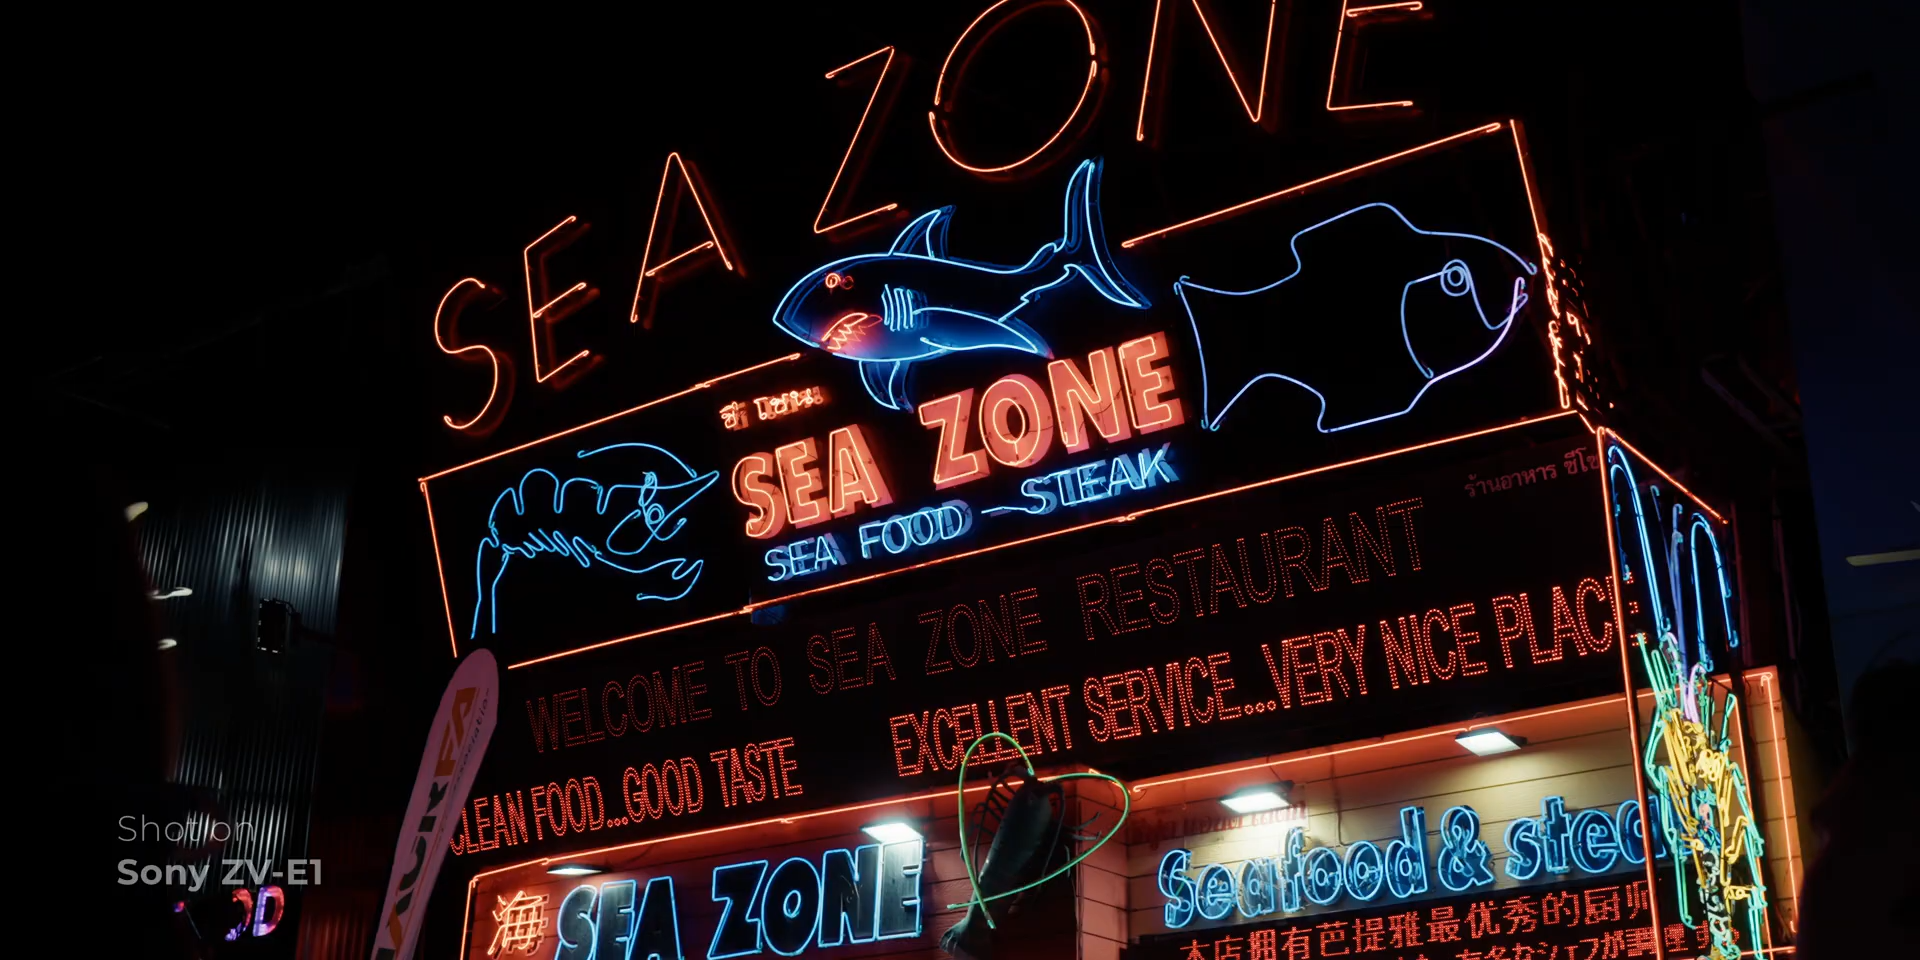 SEA ZONE
ซี โซน
SEA ZONE
SEA FOOD — STEAK
ร้านอาหาร ซีโซ
WELCOME TO SEA ZONE RESTAURANT
CLEAN FOOD...GOOD TASTE EXCELLENT SERVICE...VERY NICE PLACE
Shot on
Sony ZV-E1
海 SEA ZONE
Seafood & stea
本店拥有芭提雅最优秀的厨师